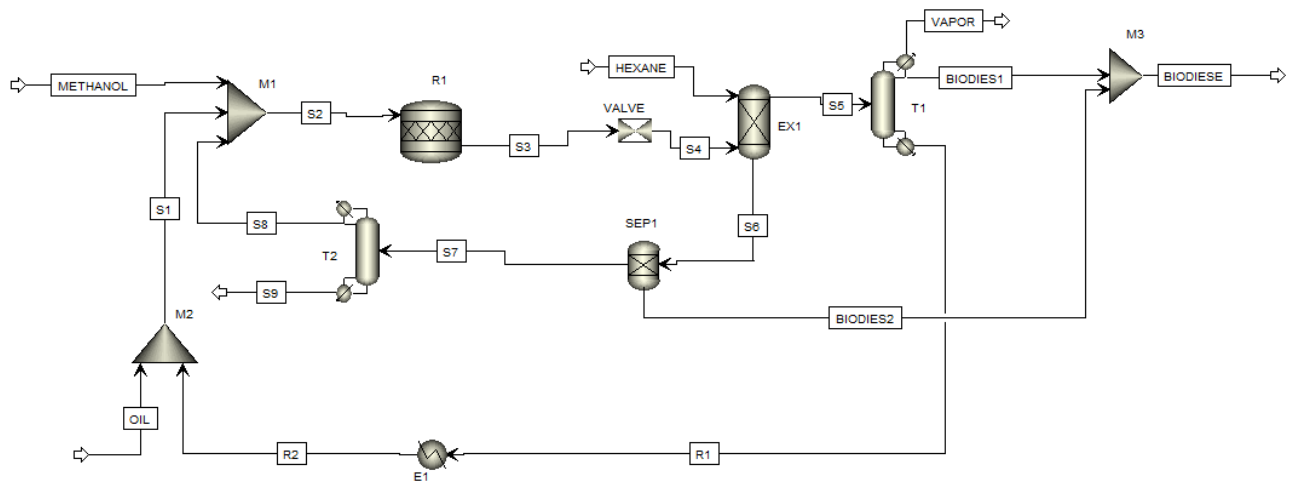 VAPOR
M3
METHANOL
M1
R1
HEXANE
BIODIES1
BIODIESE
S2
VALVE
S5
T1
EX1
S3
S4
S1
S8
SEP1
S6
T2
S7
S9
M2
BIODIES2
OIL
R2
E1
R1